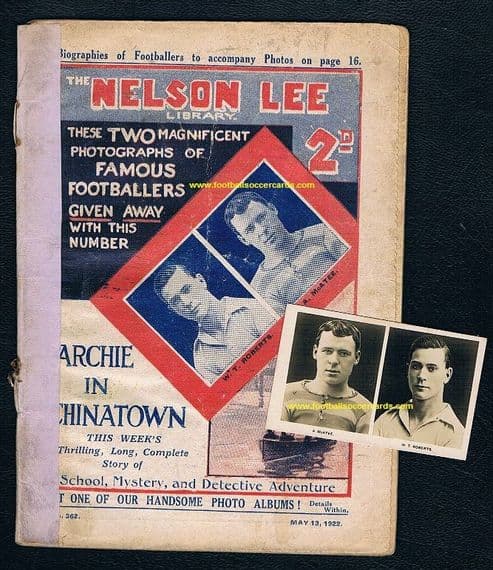 Biographies of Footballers to accompany Photos on page 16.
THE
NELSON LEE
LIBRARY.
2D
THESE TWO MAGNIFICENT
PHOTOGRAPHS OF
FAMOUS
FOOTBALLERS
GIVEN AWAY
WITH THIS
NUMBER
www.footballsoccercards.com
A. McATEE.
W. T. ROBERTS.
ARCHIE
IN
CHINATOWN
THIS WEEK'S
Thrilling, Long, Complete
Story of
School, Mystery, and Detective Adventure
T ONE OF OUR HANDSOME PHOTO ALBUMS! Details Within.
362.
MAY 13, 1922.
www.footballsoccercards.com
A. McATEE.
W. T. ROBERTS.